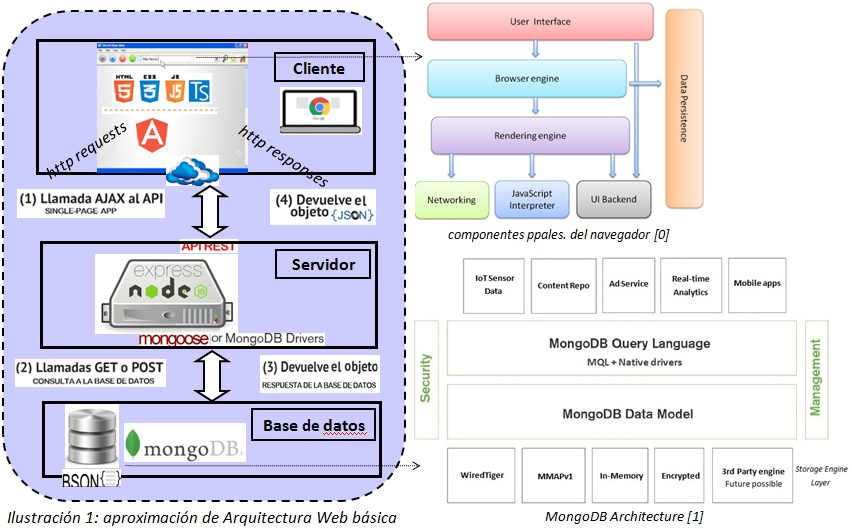 Cliente
HTML CSS JS
5 3 JS TS
A
http requests
http responses
Google
(1) Llamada AJAX al API
SINGLE-PAGE APP
(4) Devuelve el
objeto {JSON}
API REST
Servidor
express
node
JS
mongoose or MongoDB Drivers
(2) Llamadas GET o POST
CONSULTA A LA BASE DE DATOS
(3) Devuelve el objeto
RESPUESTA DE LA BASE DE DATOS
Base de datos
mongoDB®
BSON{ }
Ilustración 1: aproximación de Arquitectura Web básica
User Interface
Browser engine
Rendering engine
Data Persistence
Networking
JavaScript
Interpreter
UI Backend
componentes ppales. del navegador [0]
IoT Sensor
Data
Content Repo
Ad Service
Real-time
Analytics
Mobile apps
Security
MongoDB Query Language
MQL + Native drivers
MongoDB Data Model
Management
WiredTiger
MMAPv1
In-Memory
Encrypted
3rd Party engine
Future possible
Storage Engine
Layer
MongoDB Architecture [1]